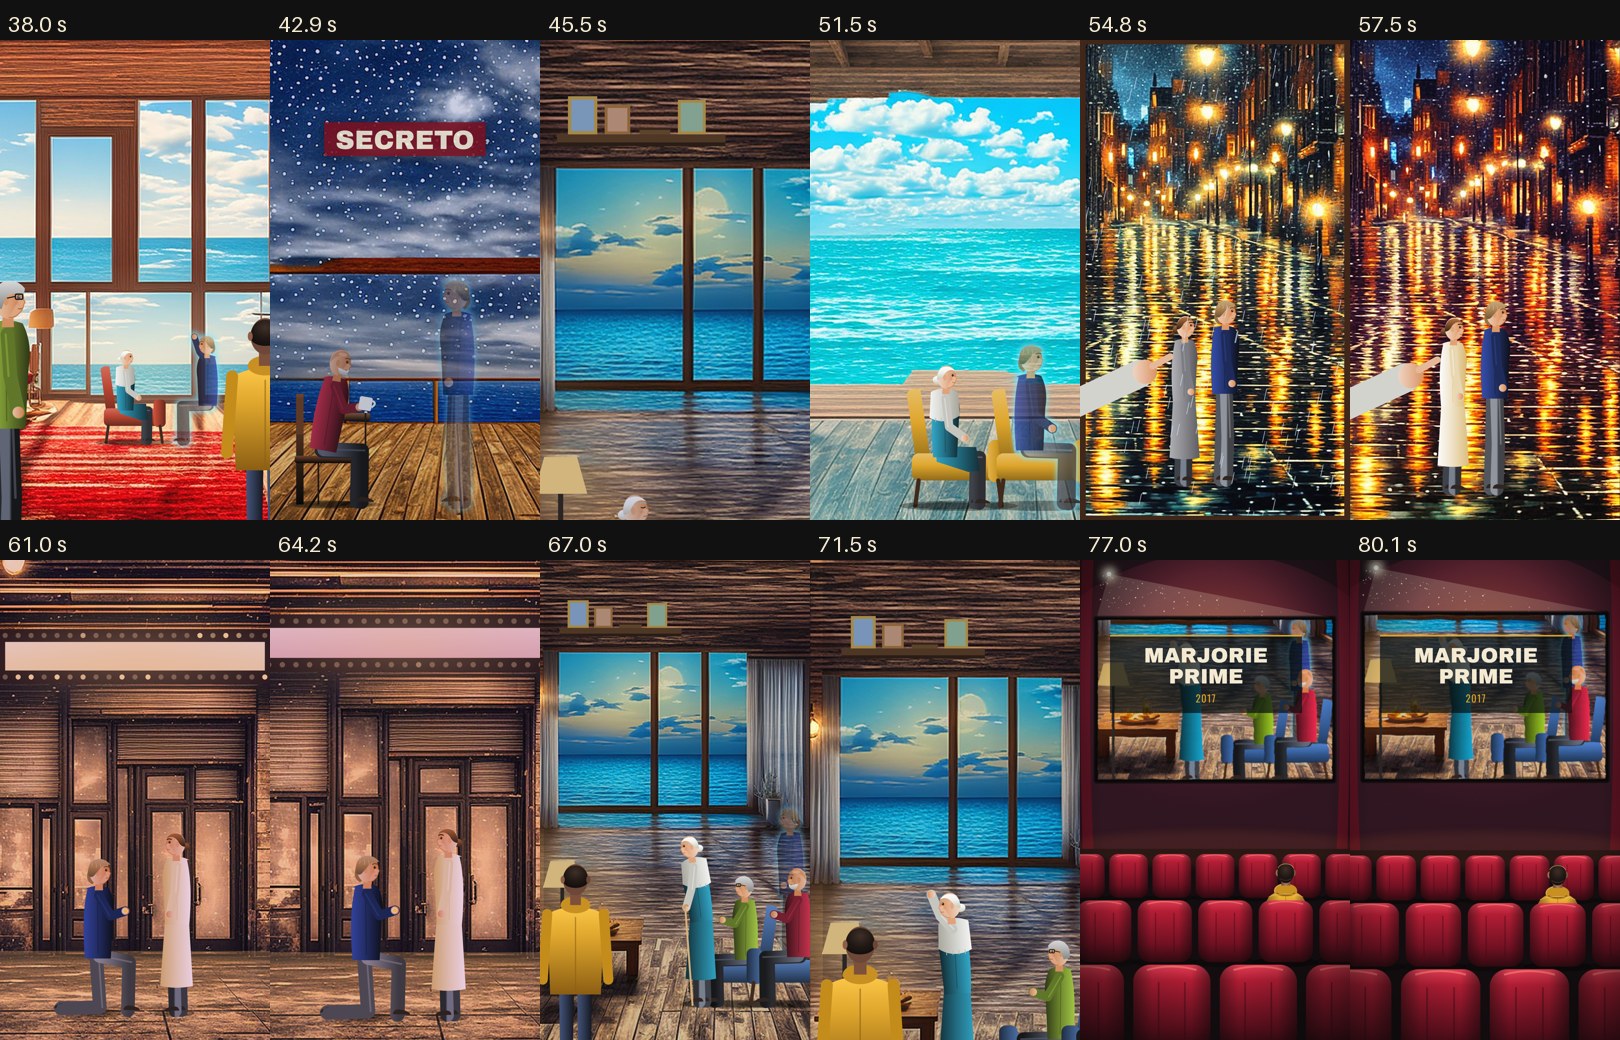 38.0 s
42.9 s
45.5 s
51.5 s
54.8 s
57.5 s
SECRETO
61.0 s
64.2 s
67.0 s
71.5 s
77.0 s
80.1 s
MARJORIE
PRIME
2017
MARJORIE
PRIME
2017